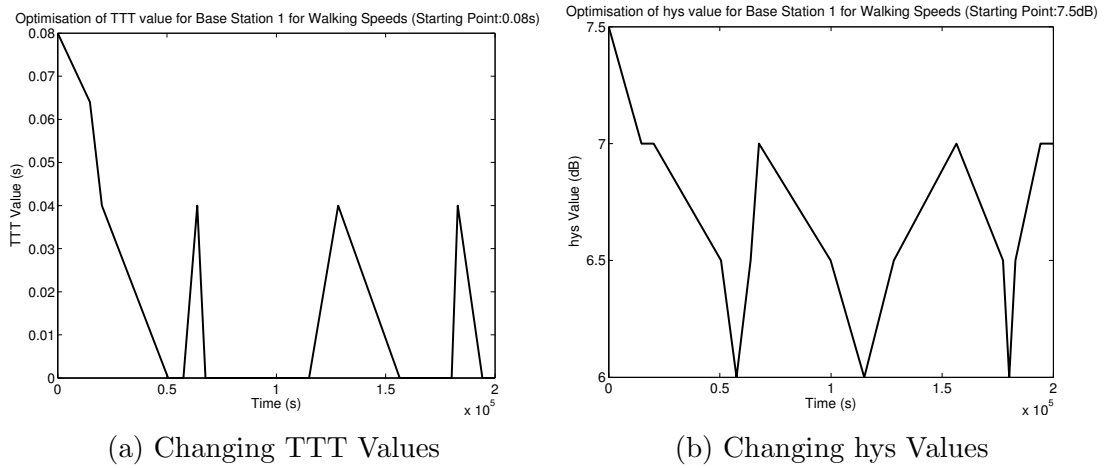 Optimisation of TTT value for Base Station 1 for Walking Speeds (Starting Point:0.08s)
0.08
0.07
0.06
0.05
0.04
0.03
0.02
0.01
0
TTT Value (s)
0
0.5
1
1.5
2
x 10^5
Time (s)
(a) Changing TTT Values
Optimisation of hys value for Base Station 1 for Walking Speeds (Starting Point:7.5dB)
7.5
7
6.5
6
hys Value (dB)
0
0.5
1
1.5
2
x 10^5
Time (s)
(b) Changing hys Values